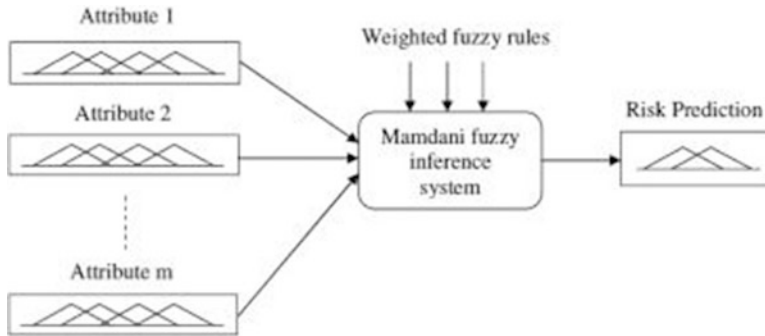 Attribute 1
Weighted fuzzy rules
Attribute 2
Mamdani fuzzy
inference
system
Risk Prediction
Attribute m